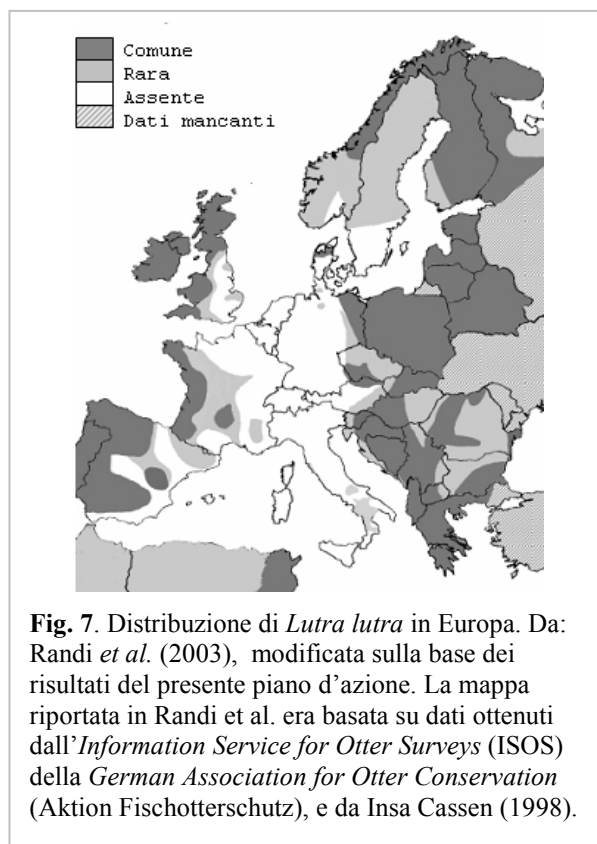 Comune
Rara
Assente
Dati mancanti
Fig. 7. Distribuzione di Lutra lutra in Europa. Da:
Randi et al. (2003), modificata sulla base dei
risultati del presente piano d’azione. La mappa
riportata in Randi et al. era basata su dati ottenuti
dall’Information Service for Otter Surveys (ISOS)
della German Association for Otter Conservation
(Aktion Fischotterschutz), e da Insa Cassen (1998).